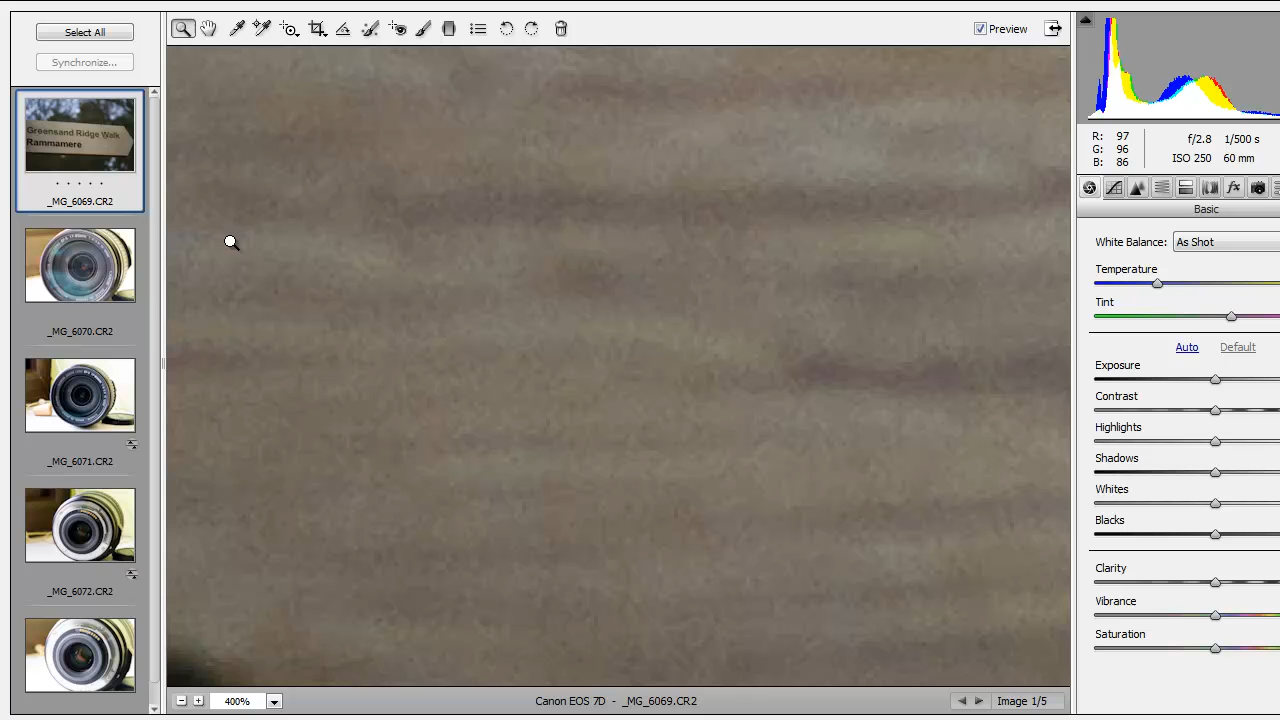 Select All
Synchronize...
Greensand Ridge Walk
Rammamere
_MG_6069.CR2
_MG_6070.CR2
_MG_6071.CR2
_MG_6072.CR2
Preview
400%
Canon EOS 7D - _MG_6069.CR2
Image 1/5
R: 97
G: 96
B: 86
f/2.8 1/500 s
ISO 250 60 mm
fx
Basic
White Balance: As Shot
Temperature
Tint
Auto Default
Exposure
Contrast
Highlights
Shadows
Whites
Blacks
Clarity
Vibrance
Saturation